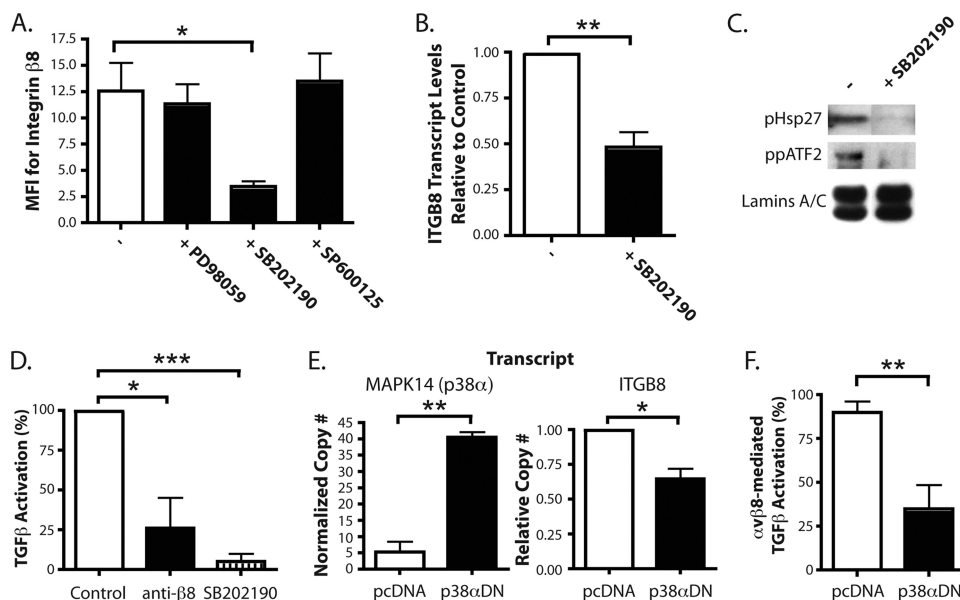 A.
*
MFI for Integrin β8
17.5
15.0
12.5
10.0
7.5
5.0
2.5
0.0
-
+ PD98059
+ SB202190
+ SP600125
B.
**
ITGB8 Transcript Levels
Relative to Control
1.00
0.75
0.50
0.25
0.00
-
+ SB202190
C.
-
+ SB202190
pHsp27
ppATF2
Lamins A/C
D.
***
*
TGFβ Activation (%)
100
75
50
25
0
Control
anti-β8
SB202190
E.
Transcript
MAPK14 (p38α)
**
Normalized Copy #
45
40
35
30
25
20
15
10
5
0
pcDNA
p38αDN
ITGB8
*
Relative Copy #
1.00
0.75
0.50
0.25
0.00
pcDNA
p38αDN
F.
**
αvβ8-mediated
TGFβ Activation (%)
100
75
50
25
0
pcDNA
p38αDN